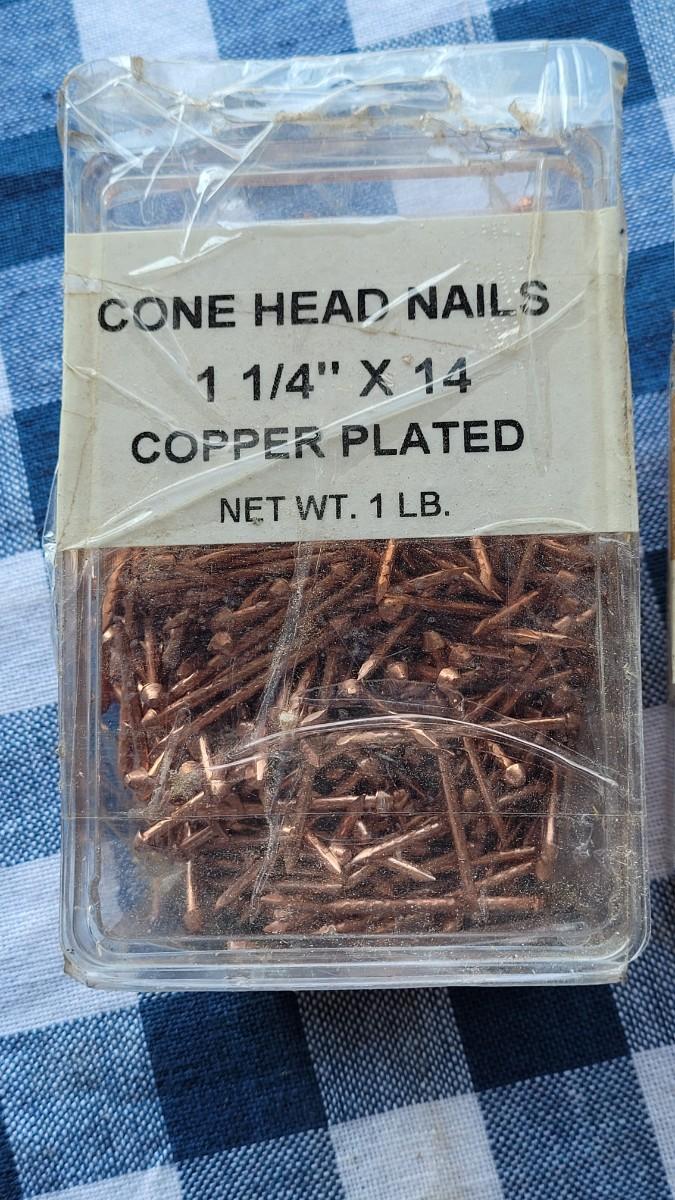 CONE HEAD NAILS
1 1/4" X 14
COPPER PLATED
NET WT. 1 LB.